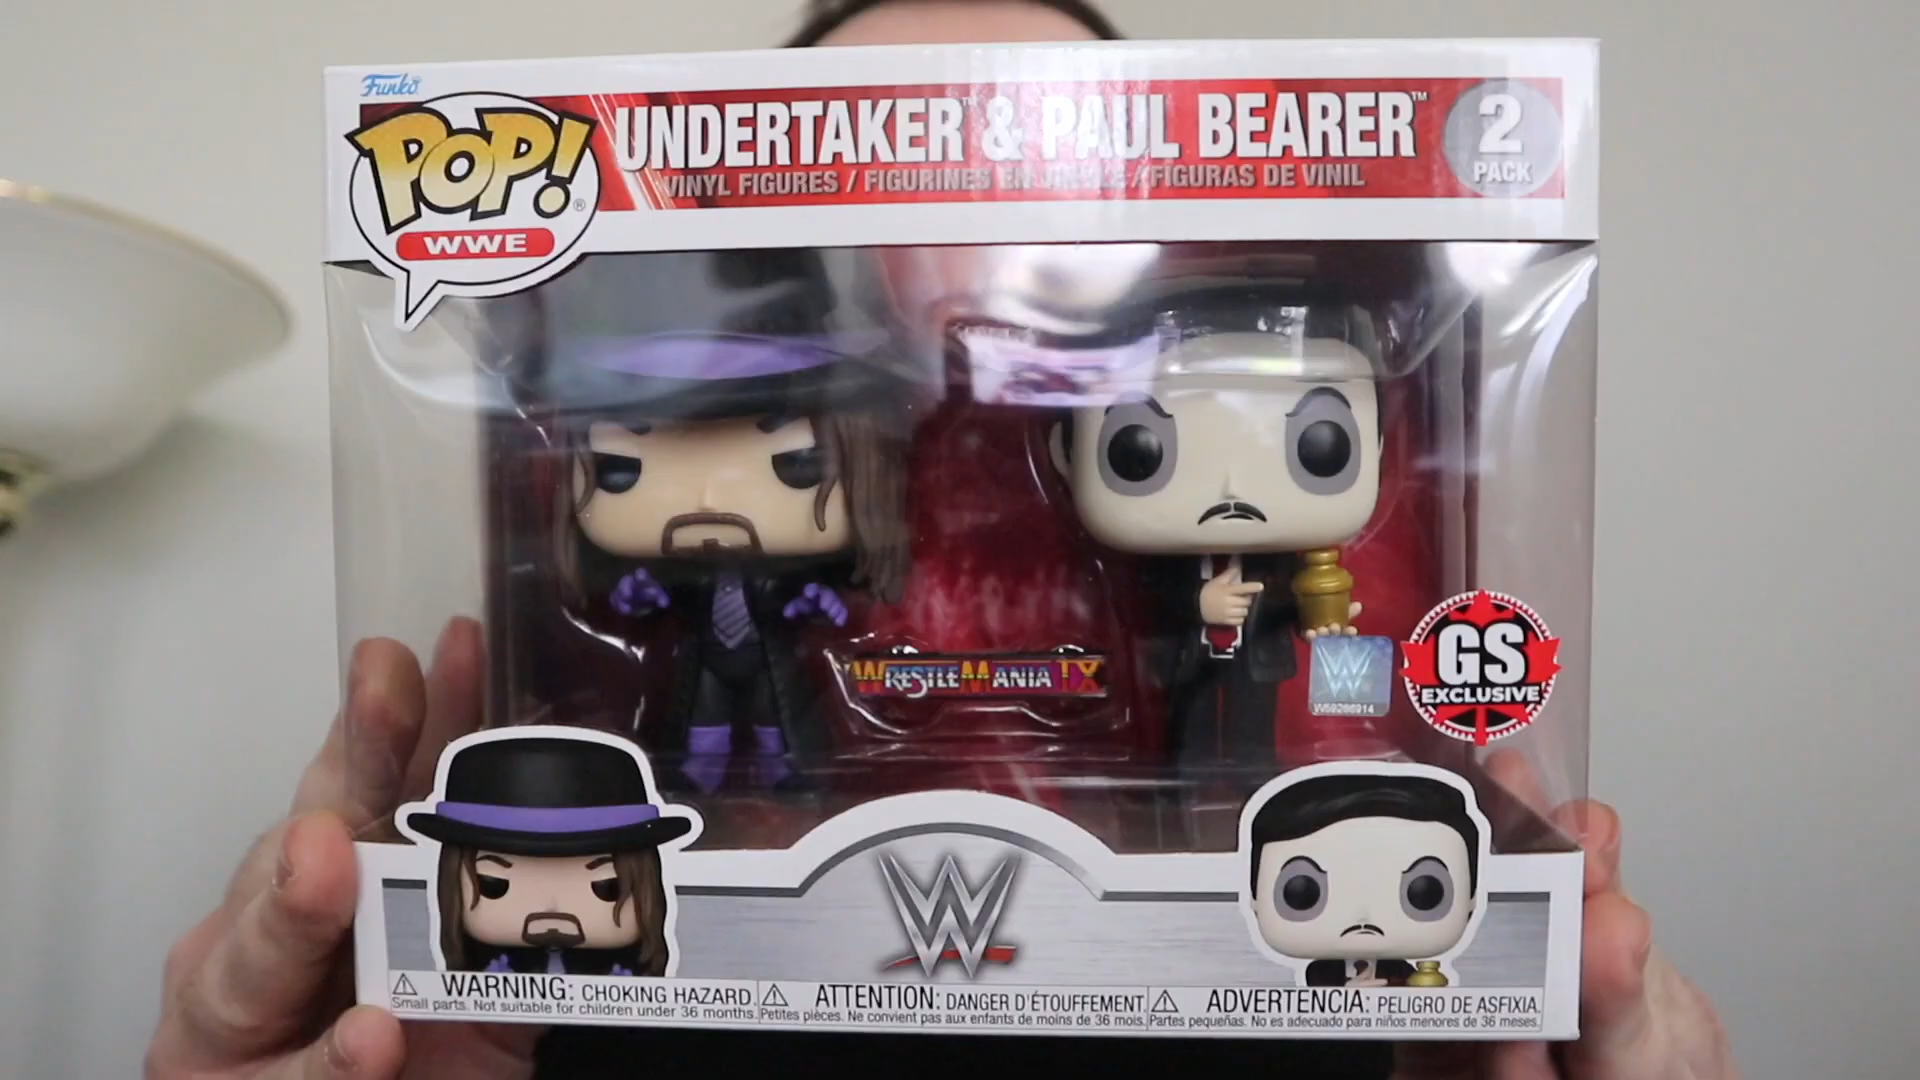 Funko®
POP!®
WWE
UNDERTAKER™ & PAUL BEARER™
VINYL FIGURES / FIGURINES EN VINYLE / FIGURAS DE VINIL
2
PACK
WRESTLEMANIA IX
W
W59286914
GS
EXCLUSIVE
W
⚠ WARNING: CHOKING HAZARD.
Small parts. Not suitable for children under 36 months.
⚠ ATTENTION: DANGER D'ÉTOUFFEMENT.
Petites pièces. Ne convient pas aux enfants de moins de 36 mois.
⚠ ADVERTENCIA: PELIGRO DE ASFIXIA.
Partes pequeñas. No es adecuado para niños menores de 36 meses.